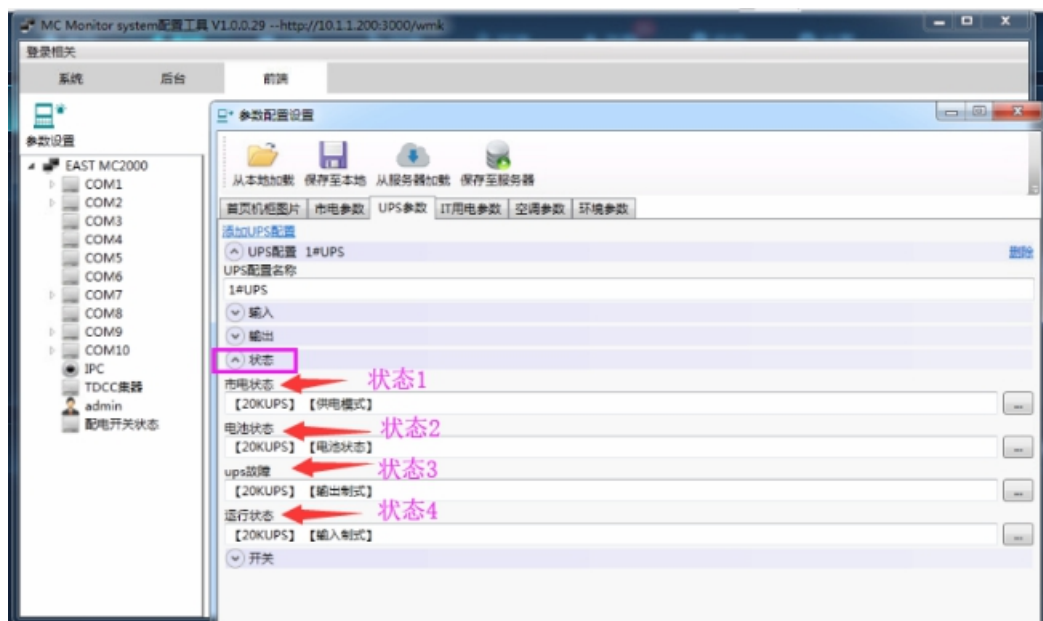 MC Monitor system配置工具 V1.0.0.29 --http://10.1.1.200:3000/wmk
登录相关
系统 后台 前端
参数设置
EAST MC2000
COM1
COM2
COM3
COM4
COM5
COM6
COM7
COM8
COM9
COM10
IPC
TDCC集器
admin
配电开关状态
参数配置设置
从本地加载 保存至本地 从服务器加载 保存至服务器
首页机柜图片 市电参数 UPS参数 IT用电参数 空调参数 环境参数
添加UPS配置
UPS配置 1#UPS 删除
UPS配置名称
1#UPS
输入
输出
状态
市电状态 状态1
【20KUPS】 【供电模式】 ...
电池状态 状态2
【20KUPS】 【电池状态】 ...
ups故障 状态3
【20KUPS】 【输出制式】 ...
运行状态 状态4
【20KUPS】 【输入制式】 ...
开关